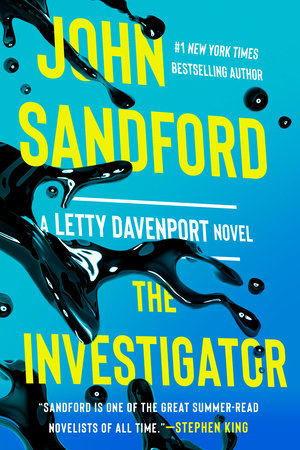 JOHN
#1 NEW YORK TIMES
BESTSELLING AUTHOR
SANDFORD
A LETTY DAVENPORT NOVEL
THE
INVESTIGATOR
“SANDFORD IS ONE OF THE GREAT SUMMER-READ
NOVELISTS OF ALL TIME.”—STEPHEN KING